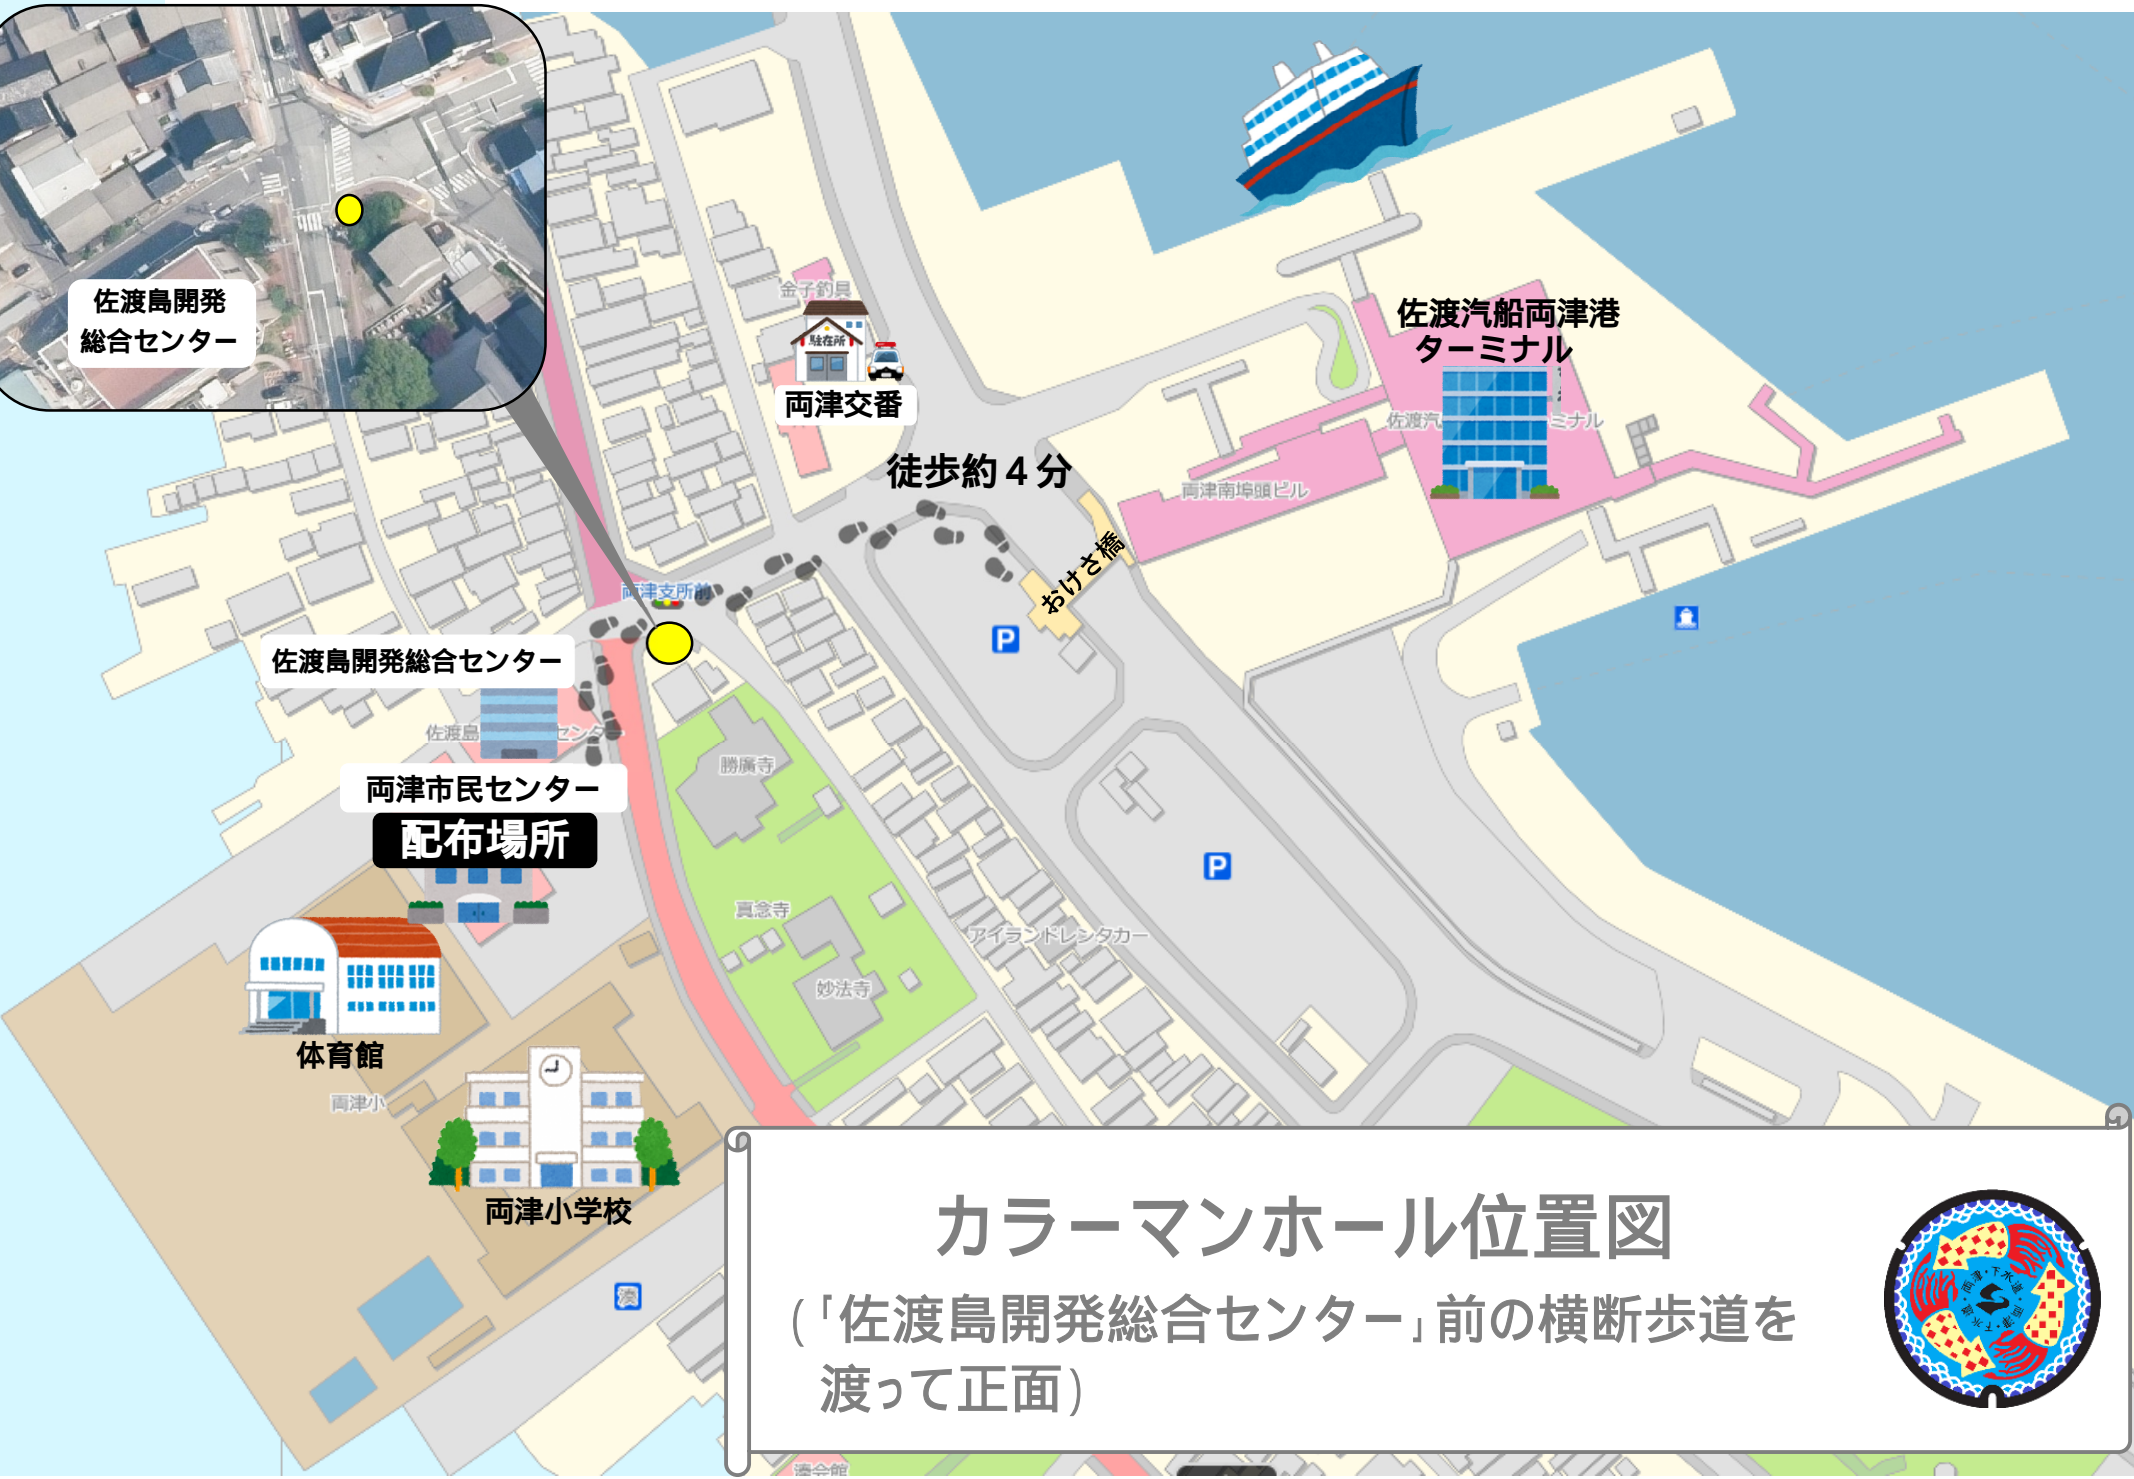 佐渡島開発
総合センター
金子釣具
駐在所
両津交番
徒歩約４分
佐渡汽船両津港
ターミナル
佐渡汽
ミナル
両津南埠頭ビル
おけさ橋
両津支所前
P
佐渡島開発総合センター
佐渡島
センター
勝廣寺
両津市民センター
配布場所
P
真念寺
アイランドレンタカー
妙法寺
体育館
両津小
両津小学校
湊
カラーマンホール位置図
(「佐渡島開発総合センター」前の横断歩道を
渡って正面)
湊会館